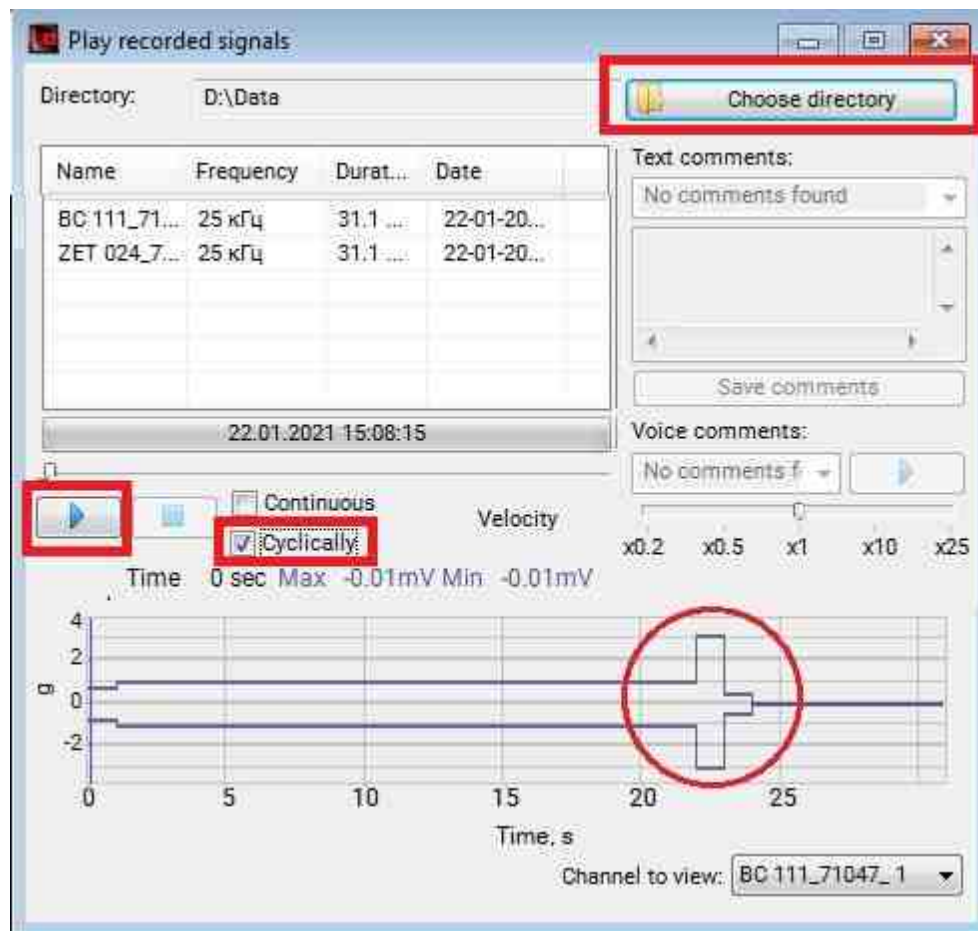 Play recorded signals
Directory: D:\Data Choose directory
Name Frequency Durat... Date
BC 111_71... 25 кГц 31.1 ... 22-01-20...
ZET 024_7... 25 кГц 31.1 ... 22-01-20...
Text comments:
No comments found
Save comments
22.01.2021 15:08:15
Voice comments:
No comments f
Continuous
Cyclically
Velocity
x0.2 x0.5 x1 x10 x25
Time 0 sec Max -0.01mV Min -0.01mV
4
2
0
-2
g
0 5 10 15 20 25
Time, s
Channel to view: BC 111_71047_ 1